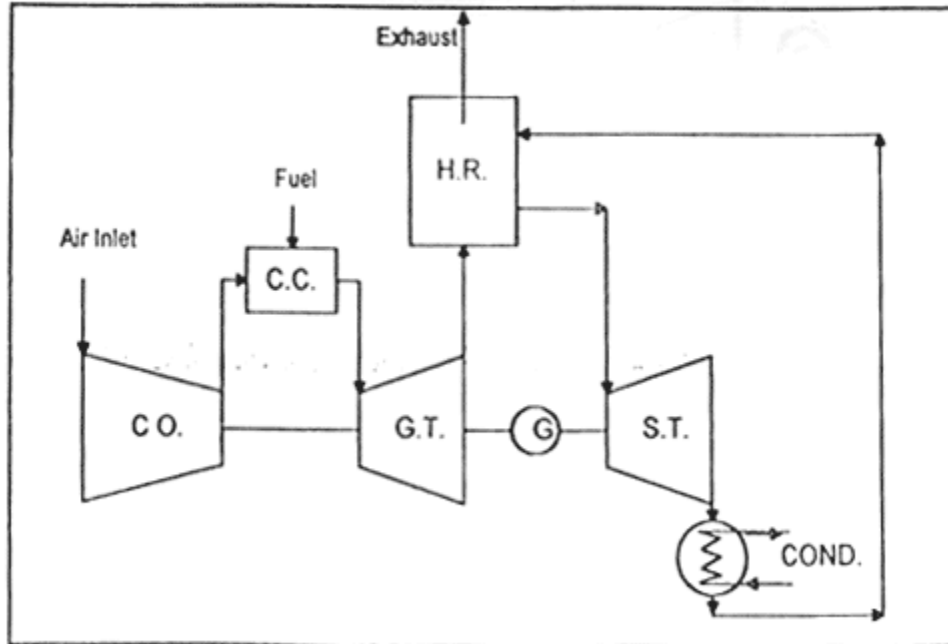 Exhaust
H.R.
Fuel
Air Inlet
C.C.
C O.
G.T.
G
S.T.
COND.